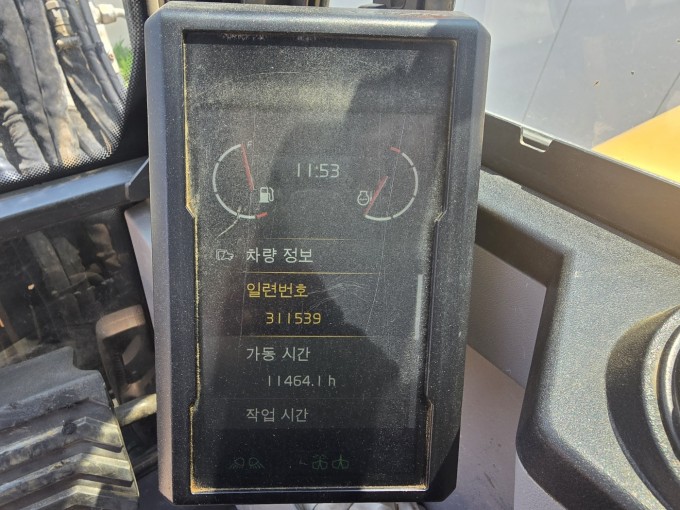 11:53
차량 정보
일련번호
311539
가동 시간
11464.1 h
작업 시간